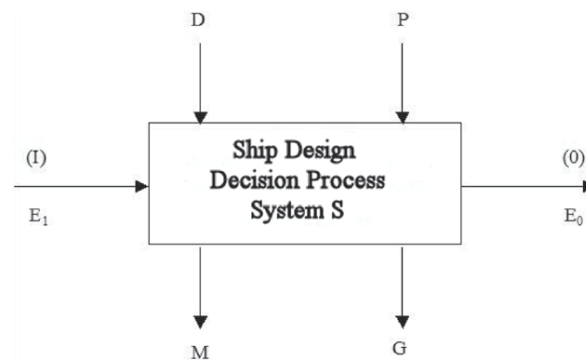 D P
Ship Design
Decision Process
System S
(I) (0)
E₁ E₀
M G